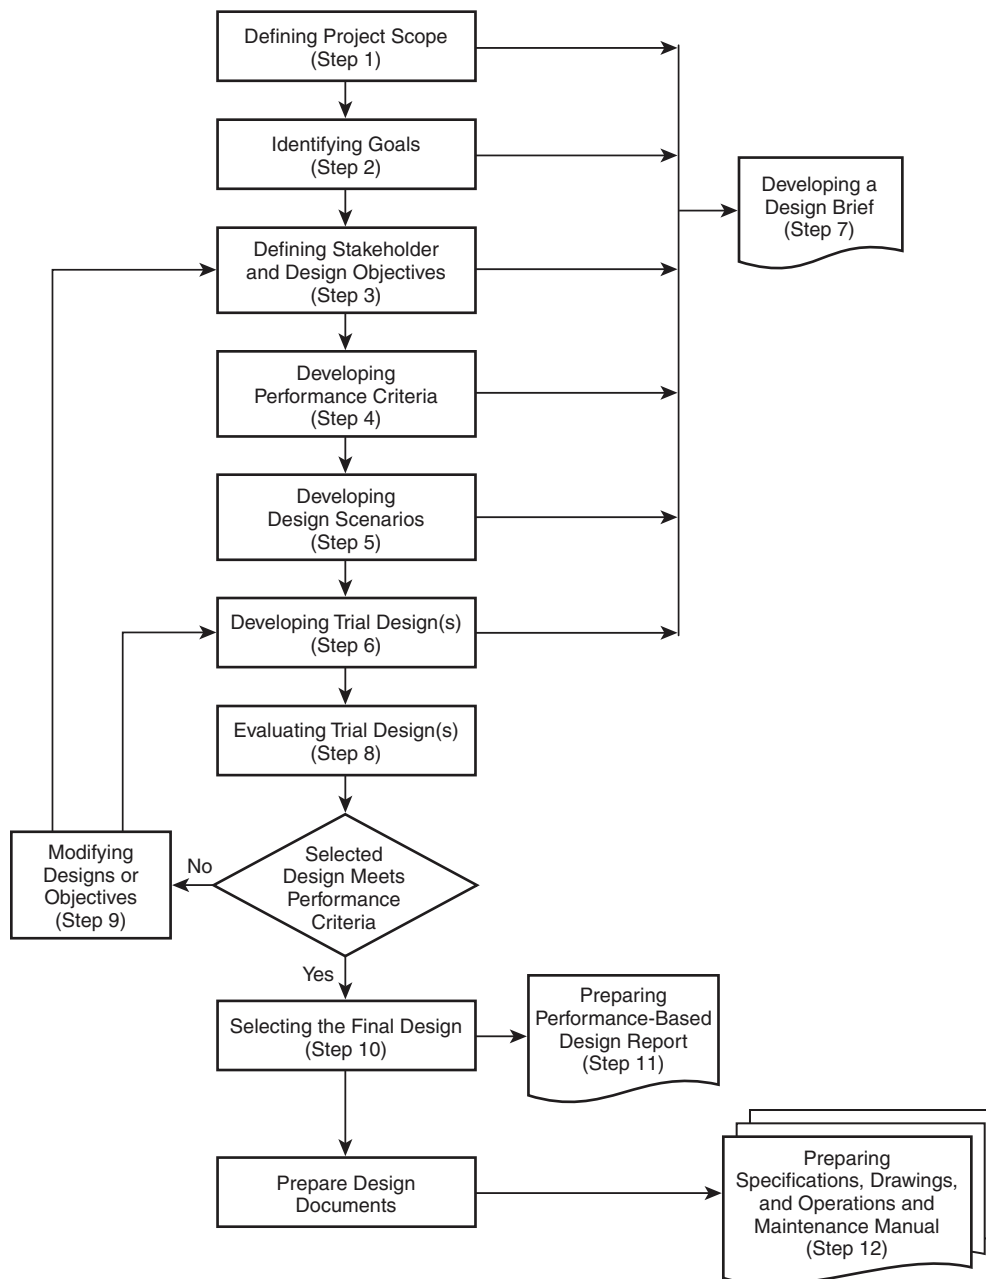 Defining Project Scope
(Step 1)
Identifying Goals
(Step 2)
Developing a
Design Brief
(Step 7)
Defining Stakeholder
and Design Objectives
(Step 3)
Developing
Performance Criteria
(Step 4)
Developing
Design Scenarios
(Step 5)
Developing Trial Design(s)
(Step 6)
Evaluating Trial Design(s)
(Step 8)
Modifying
Designs or
Objectives
(Step 9)
No
Selected
Design Meets
Performance
Criteria
Yes
Selecting the Final Design
(Step 10)
Preparing
Performance-Based
Design Report
(Step 11)
Prepare Design
Documents
Preparing
Specifications, Drawings,
and Operations and
Maintenance Manual
(Step 12)